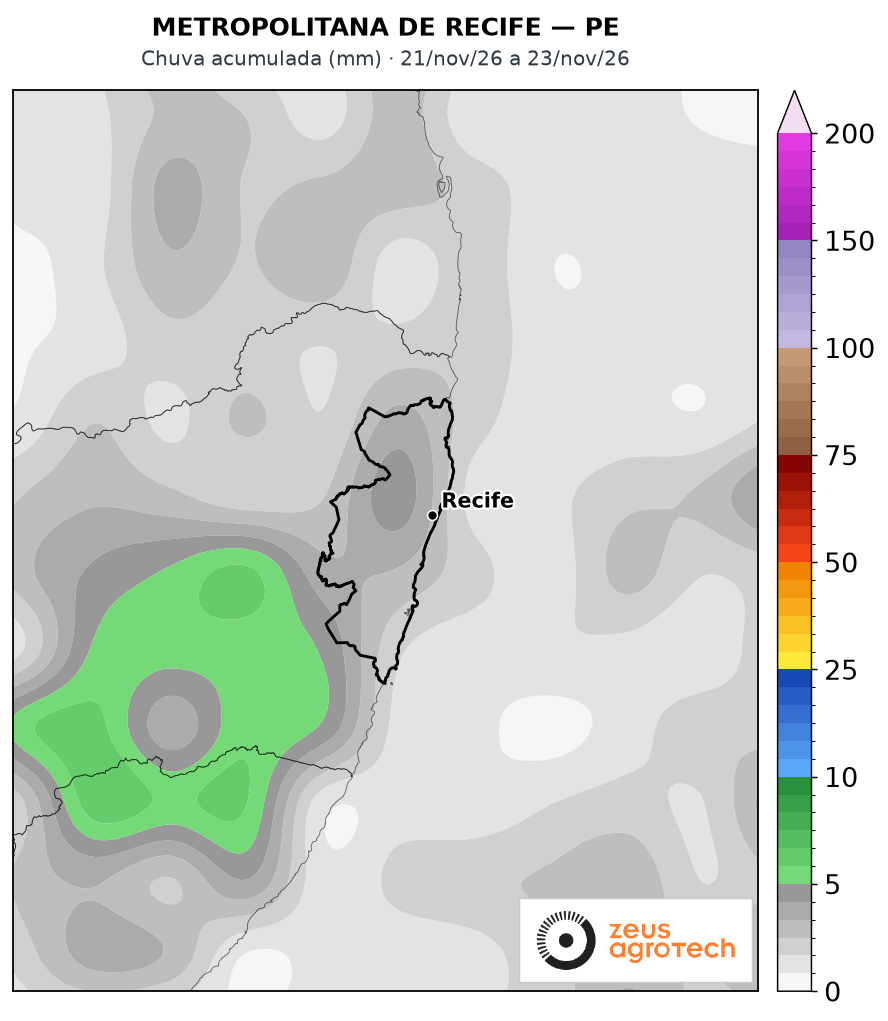 METROPOLITANA DE RECIFE — PE
Chuva acumulada (mm) · 21/nov/26 a 23/nov/26
200
150
100
75
50
25
10
5
0
Recife
zeus
agrotech